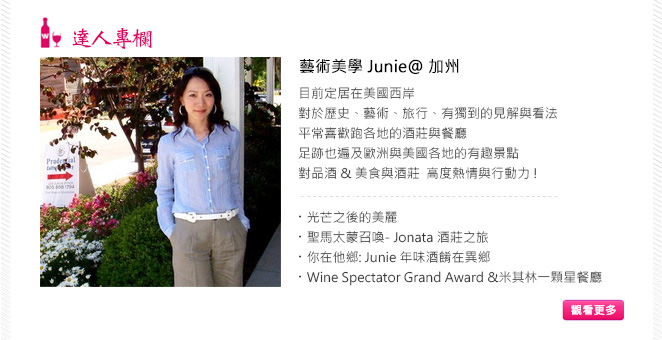 達人專欄
藝術美學 Junie@ 加州
目前定居在美國西岸
對於歷史、藝術、旅行、有獨到的見解與看法
平常喜歡跑各地的酒莊與餐廳
足跡也遍及歐洲與美國各地的有趣景點
對品酒 & 美食與酒莊 高度熱情與行動力 !
· 光芒之後的美麗
· 聖馬太蒙召喚- Jonata 酒莊之旅
· 你在他鄉: Junie 年味酒餚在異鄉
· Wine Spectator Grand Award &米其林一顆星餐廳
觀看更多
Prudential